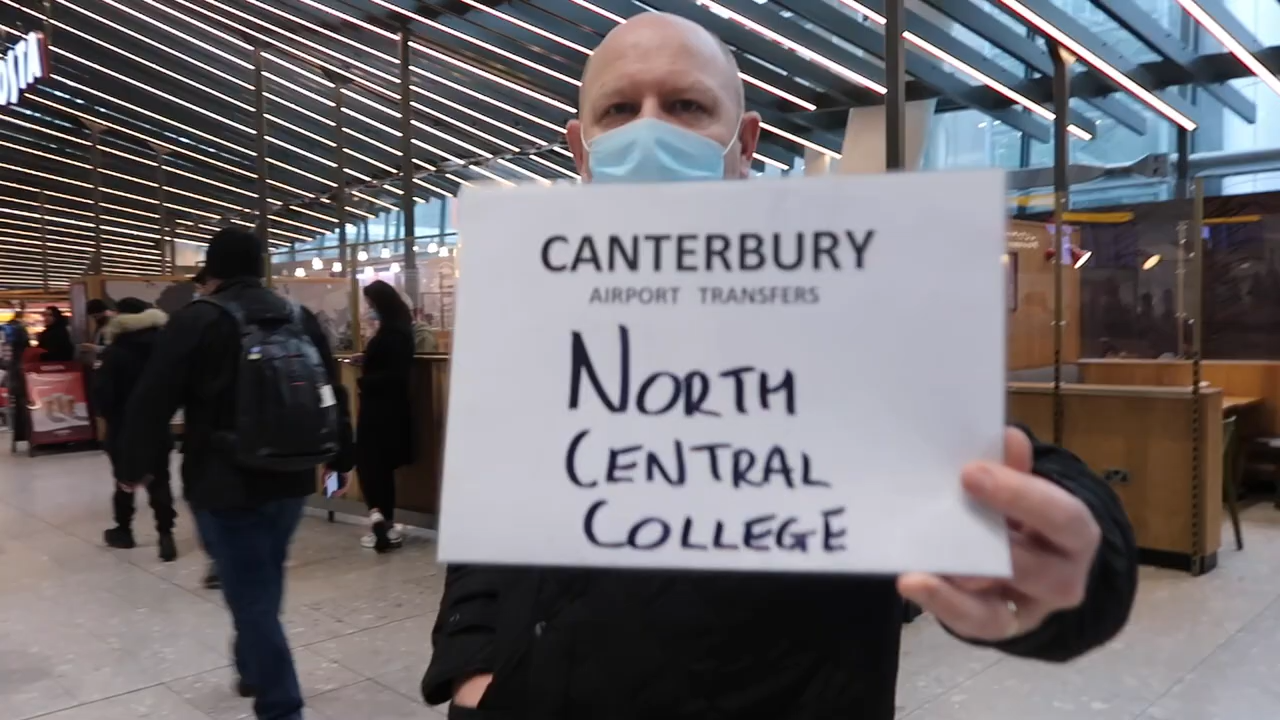 CANTERBURY
AIRPORT TRANSFERS
NORTH
CENTRAL
COLLEGE